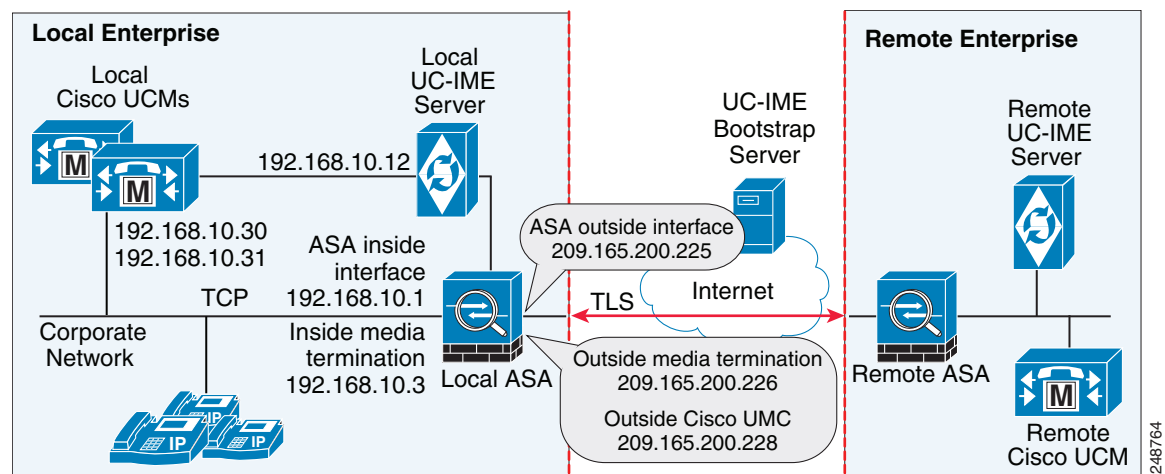 Local Enterprise
Local
Cisco UCMs
Local
UC-IME
Server
M
M
192.168.10.12
192.168.10.30
192.168.10.31
ASA inside
interface
192.168.10.1
TCP
Corporate
Network
Inside media
termination
192.168.10.3
Local ASA
IP
IP
IP
ASA outside interface
209.165.200.225
TLS
Internet
Outside media termination
209.165.200.226
Outside Cisco UMC
209.165.200.228
UC-IME
Bootstrap
Server
Remote Enterprise
Remote
UC-IME
Server
Remote ASA
M
Remote
Cisco UCM
248764